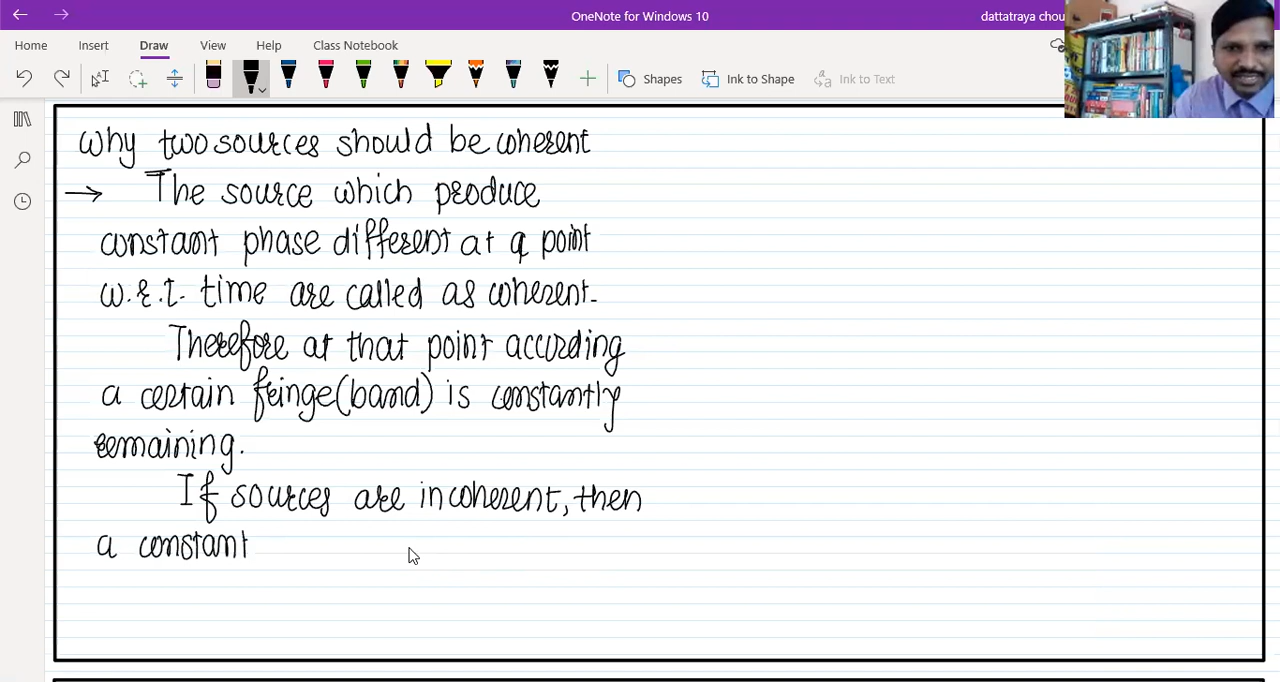 OneNote for Windows 10
dattatraya chou
Home Insert Draw View Help Class Notebook
Shapes Ink to Shape Ink to Text
Why two sources should be coherent
→ The source which produce
constant phase different at a point
w.r.t. time are called as coherent.
Therefore at that point according
a certain fringe(band) is constantly
remaining.
If sources are incoherent, then
a constant